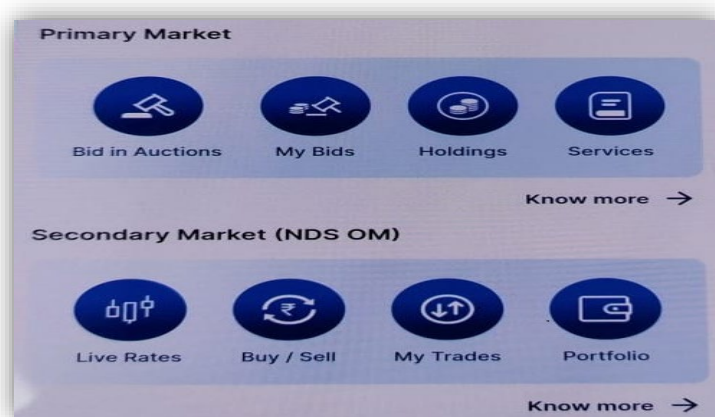 Primary Market
Bid in Auctions My Bids Holdings Services
Know more →
Secondary Market (NDS OM)
Live Rates Buy / Sell My Trades Portfolio
Know more →